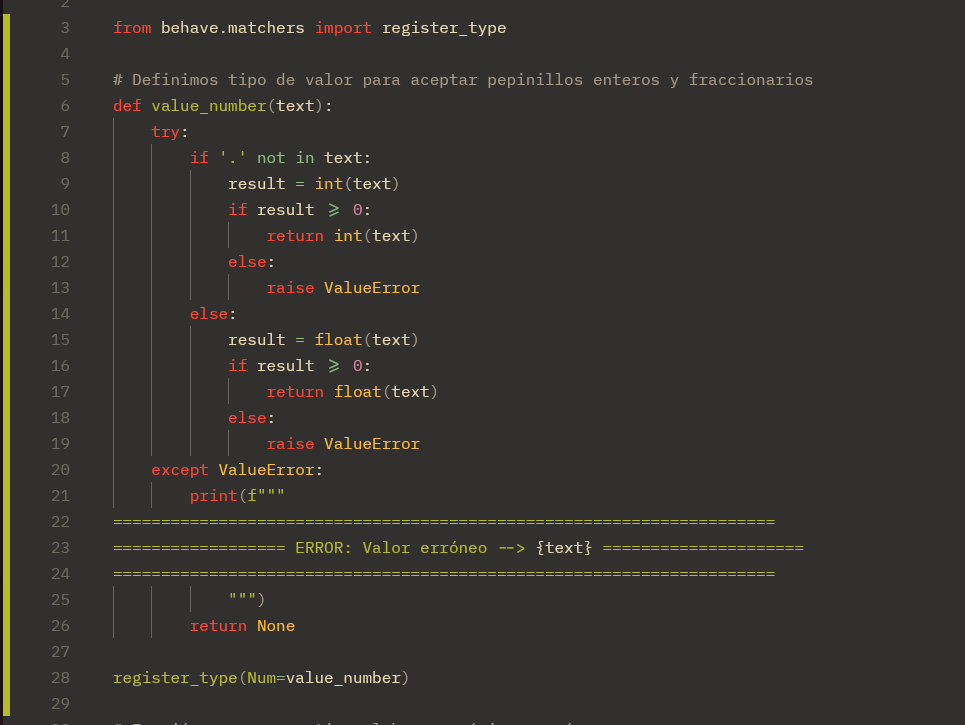 2
3 from behave.matchers import register_type
4
5 # Definimos tipo de valor para aceptar pepinillos enteros y fraccionarios
6 def value_number(text):
7     try:
8         if '.' not in text:
9             result = int(text)
10             if result >= 0:
11                 return int(text)
12             else:
13                 raise ValueError
14         else:
15             result = float(text)
16             if result >= 0:
17                 return float(text)
18             else:
19                 raise ValueError
20     except ValueError:
21         print(f"""
22 =====================================================================
23 ================== ERROR: Valor erróneo --> {text} =====================
24 =====================================================================
25             """)
26         return None
27
28 register_type(Num=value_number)
29